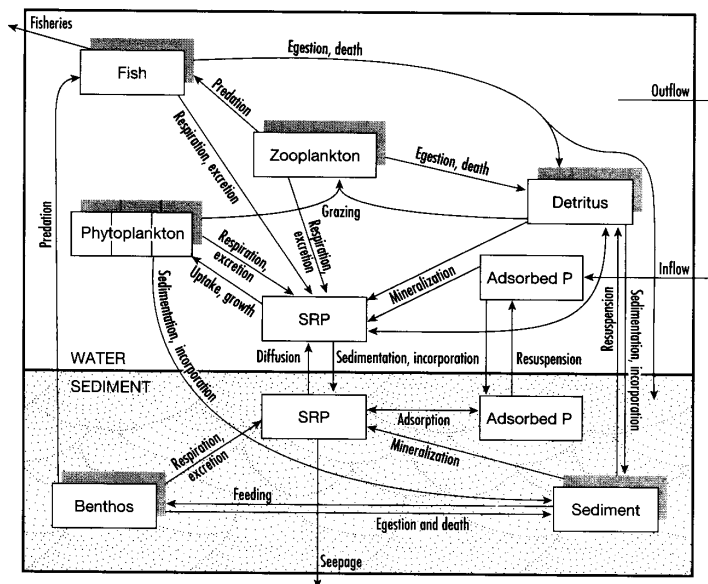 Fisheries
Egestion, death
Fish
Outflow
Predation
Respiration, excretion
Zooplankton
Egestion, death
Detritus
Predation
Grazing
Phytoplankton
Respiration,
excretion
Respiration,
excretion
Uptake, growth
Mineralization
Adsorbed P
Inflow
Sedimentation, incorporation
SRP
Resuspension
Sedimentation, incorporation
WATER
Diffusion
Sedimentation, incorporation
Resuspension
SEDIMENT
SRP
Adsorption
Adsorbed P
Respiration,
excretion
Mineralization
Benthos
Feeding
Sediment
Egestion and death
Seepage